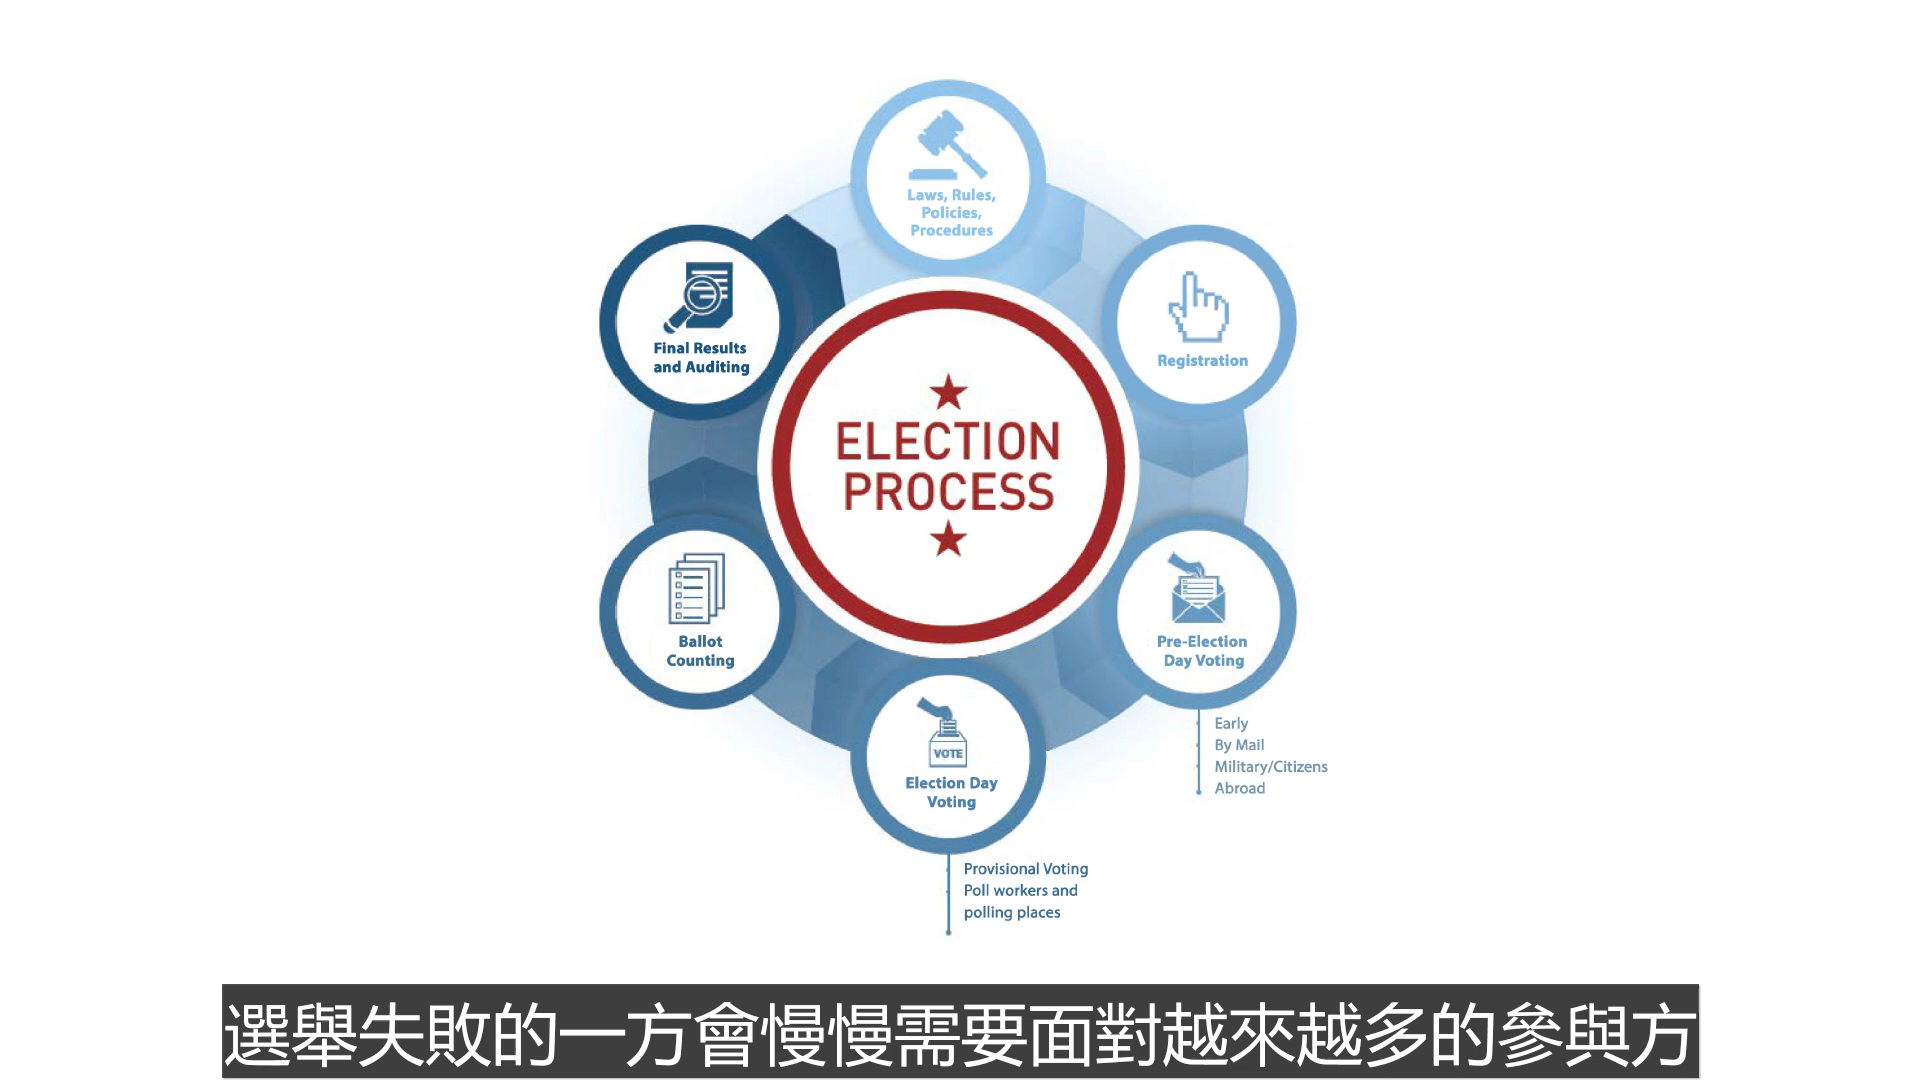 Laws, Rules,
Policies,
Procedures
Registration
Pre-Election
Day Voting
Early
By Mail
Military/Citizens
Abroad
VOTE
Election Day
Voting
Provisional Voting
Poll workers and
polling places
Ballot
Counting
Final Results
and Auditing
ELECTION
PROCESS
選舉失敗的一方會慢慢需要面對越來越多的參與方